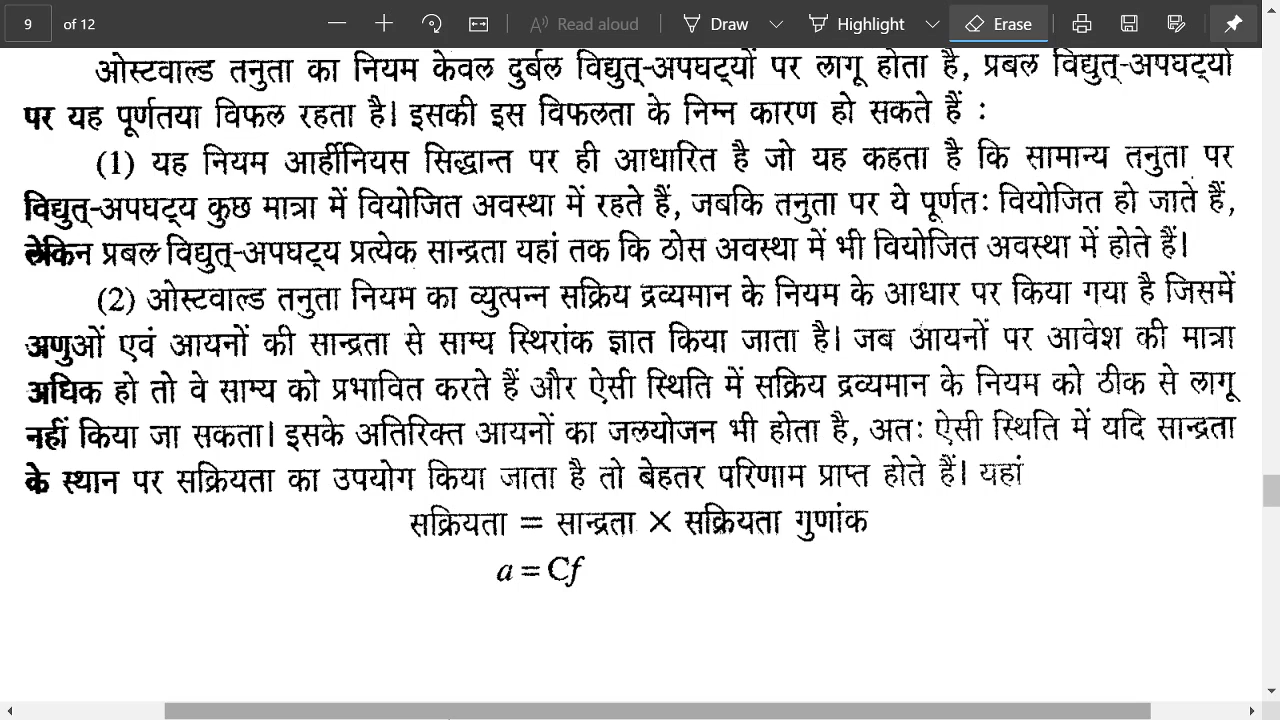 9 of 12 Read aloud Draw Highlight Erase
ओस्टवाल्ड तनुता का नियम केवल दुर्बल विद्युत्-अपघट्यों पर लागू होता है, प्रबल विद्युत्-अपघट्यों
पर यह पूर्णतया विफल रहता है। इसकी इस विफलता के निम्न कारण हो सकते हैं :
(1) यह नियम आर्हीनियस सिद्धान्त पर ही आधारित है जो यह कहता है कि सामान्य तनुता पर
विद्युत्-अपघट्य कुछ मात्रा में वियोजित अवस्था में रहते हैं, जबकि तनुता पर ये पूर्णतः वियोजित हो जाते हैं,
लेकिन प्रबल विद्युत्-अपघट्य प्रत्येक सान्द्रता यहां तक कि ठोस अवस्था में भी वियोजित अवस्था में होते हैं।
(2) ओस्टवाल्ड तनुता नियम का व्युत्पन्न सक्रिय द्रव्यमान के नियम के आधार पर किया गया है जिसमें
अणुओं एवं आयनों की सान्द्रता से साम्य स्थिरांक ज्ञात किया जाता है। जब आयनों पर आवेश की मात्रा
अधिक हो तो वे साम्य को प्रभावित करते हैं और ऐसी स्थिति में सक्रिय द्रव्यमान के नियम को ठीक से लागू
नहीं किया जा सकता। इसके अतिरिक्त आयनों का जलयोजन भी होता है, अतः ऐसी स्थिति में यदि सान्द्रता
के स्थान पर सक्रियता का उपयोग किया जाता है तो बेहतर परिणाम प्राप्त होते हैं। यहां
सक्रियता = सान्द्रता × सक्रियता गुणांक
a = Cf